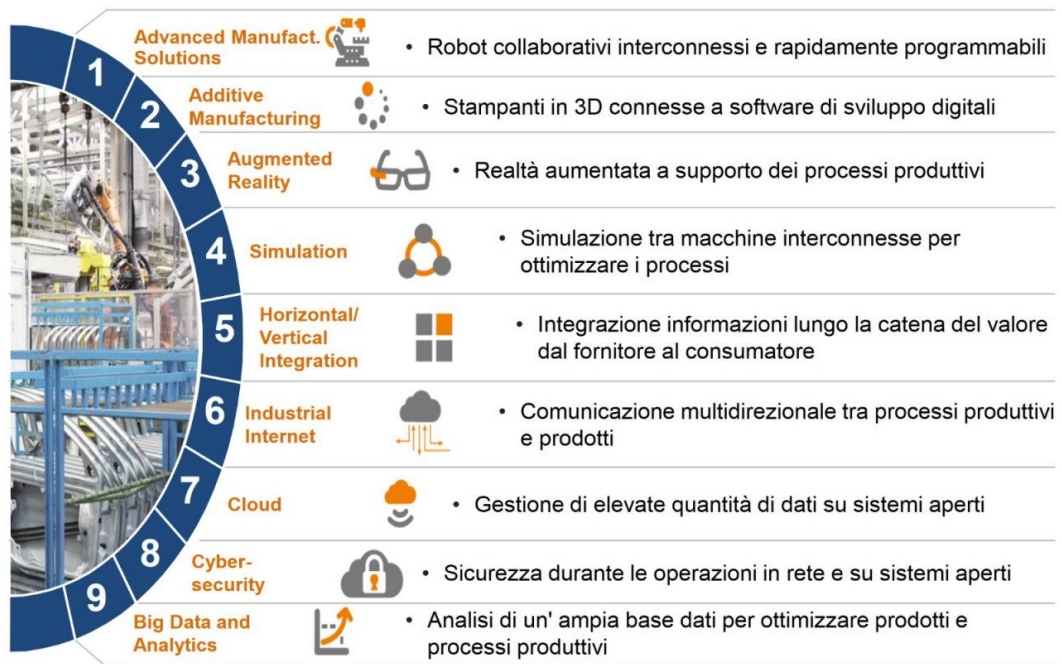 1
Advanced Manufact.
Solutions
• Robot collaborativi interconnessi e rapidamente programmabili
2
Additive
Manufacturing
• Stampanti in 3D connesse a software di sviluppo digitali
3
Augmented
Reality
• Realtà aumentata a supporto dei processi produttivi
4
Simulation
• Simulazione tra macchine interconnesse per
ottimizzare i processi
5
Horizontal/
Vertical
Integration
• Integrazione informazioni lungo la catena del valore
dal fornitore al consumatore
6
Industrial
Internet
• Comunicazione multidirezionale tra processi produttivi
e prodotti
7
Cloud
• Gestione di elevate quantità di dati su sistemi aperti
8
Cyber-
security
• Sicurezza durante le operazioni in rete e su sistemi aperti
9
Big Data and
Analytics
• Analisi di un' ampia base dati per ottimizzare prodotti e
processi produttivi